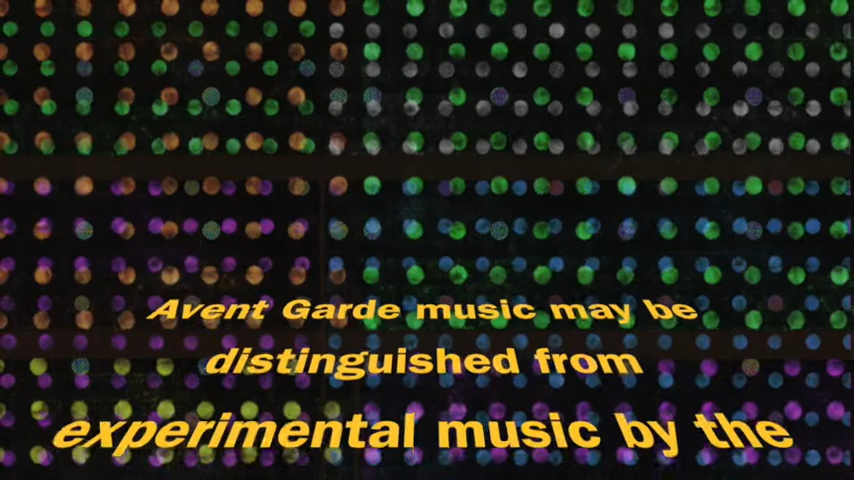 Avent Garde music may be
distinguished from
experimental music by the